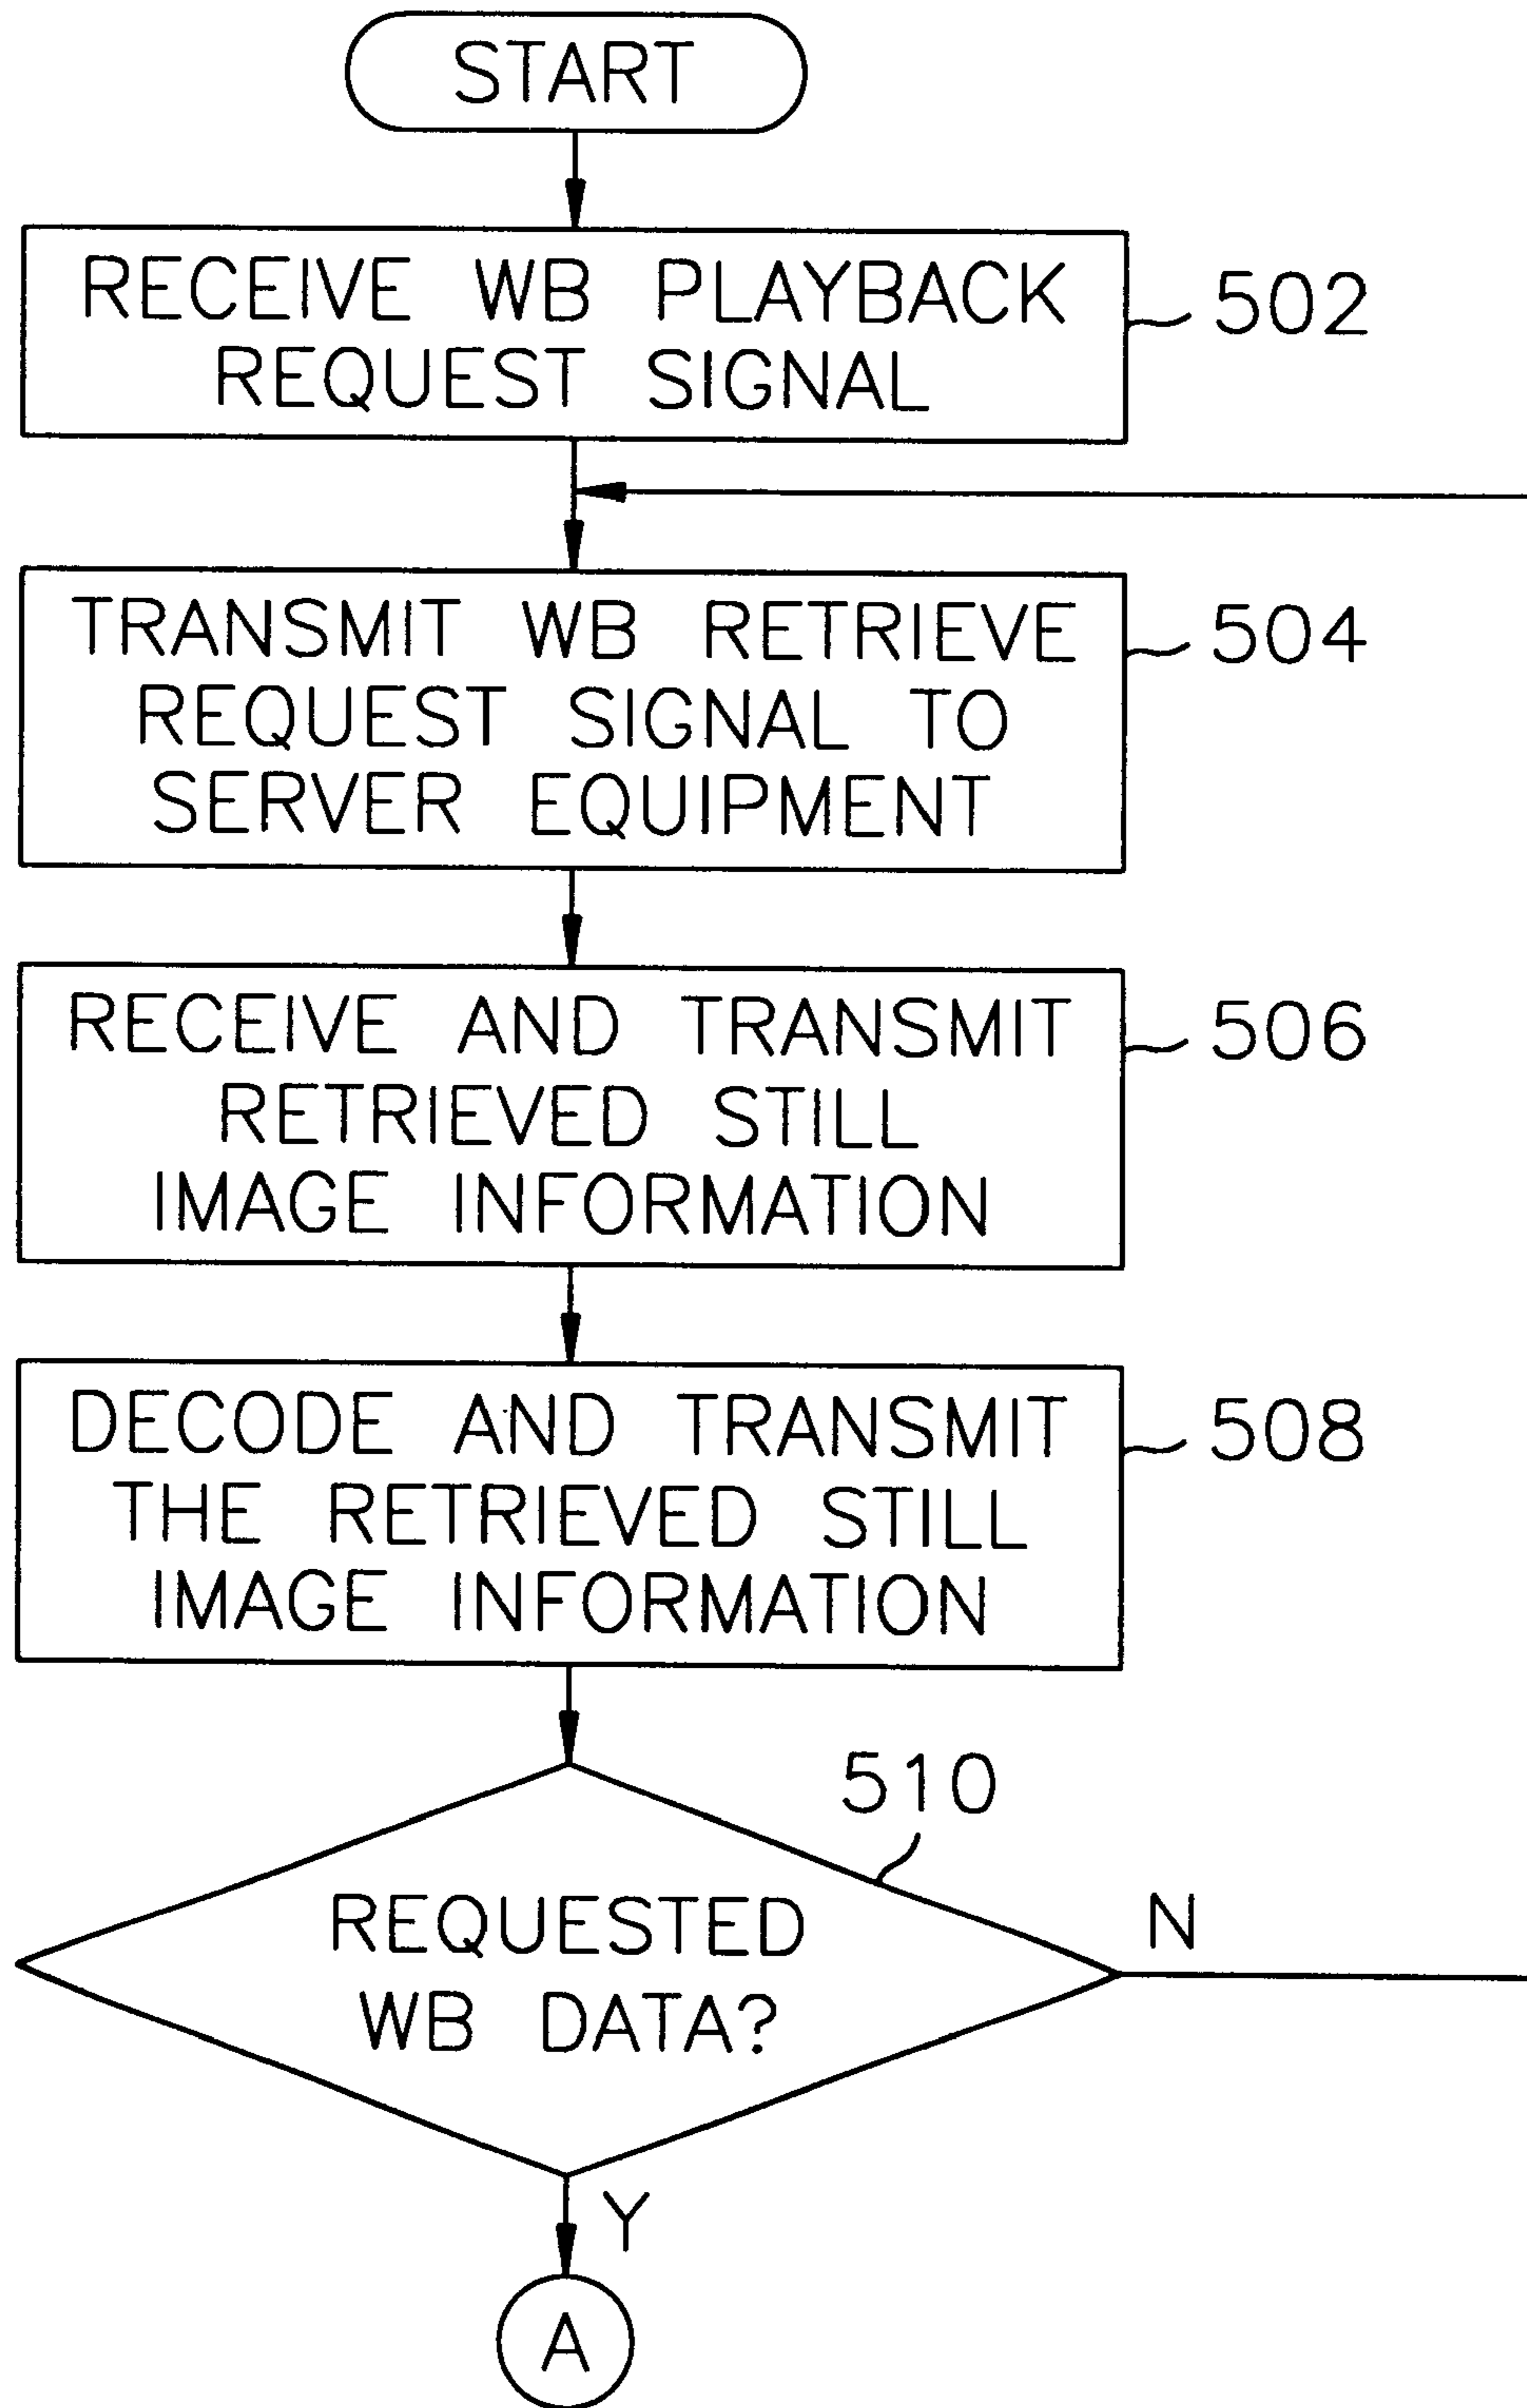 START
RECEIVE WB PLAYBACK
REQUEST SIGNAL
502
TRANSMIT WB RETRIEVE
REQUEST SIGNAL TO
SERVER EQUIPMENT
504
RECEIVE AND TRANSMIT
RETRIEVED STILL
IMAGE INFORMATION
506
DECODE AND TRANSMIT
THE RETRIEVED STILL
IMAGE INFORMATION
508
510
REQUESTED
WB DATA?
N
Y
A